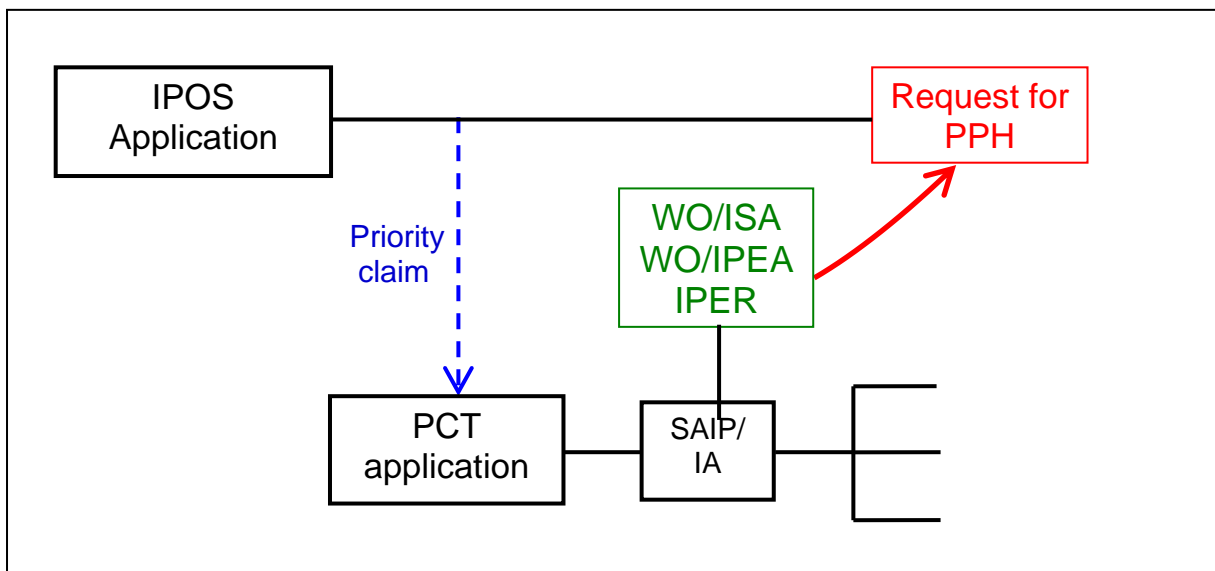 IPOS
Application
Request for
PPH
Priority
claim
WO/ISA
WO/IPEA
IPER
PCT
application
SAIP/
IA